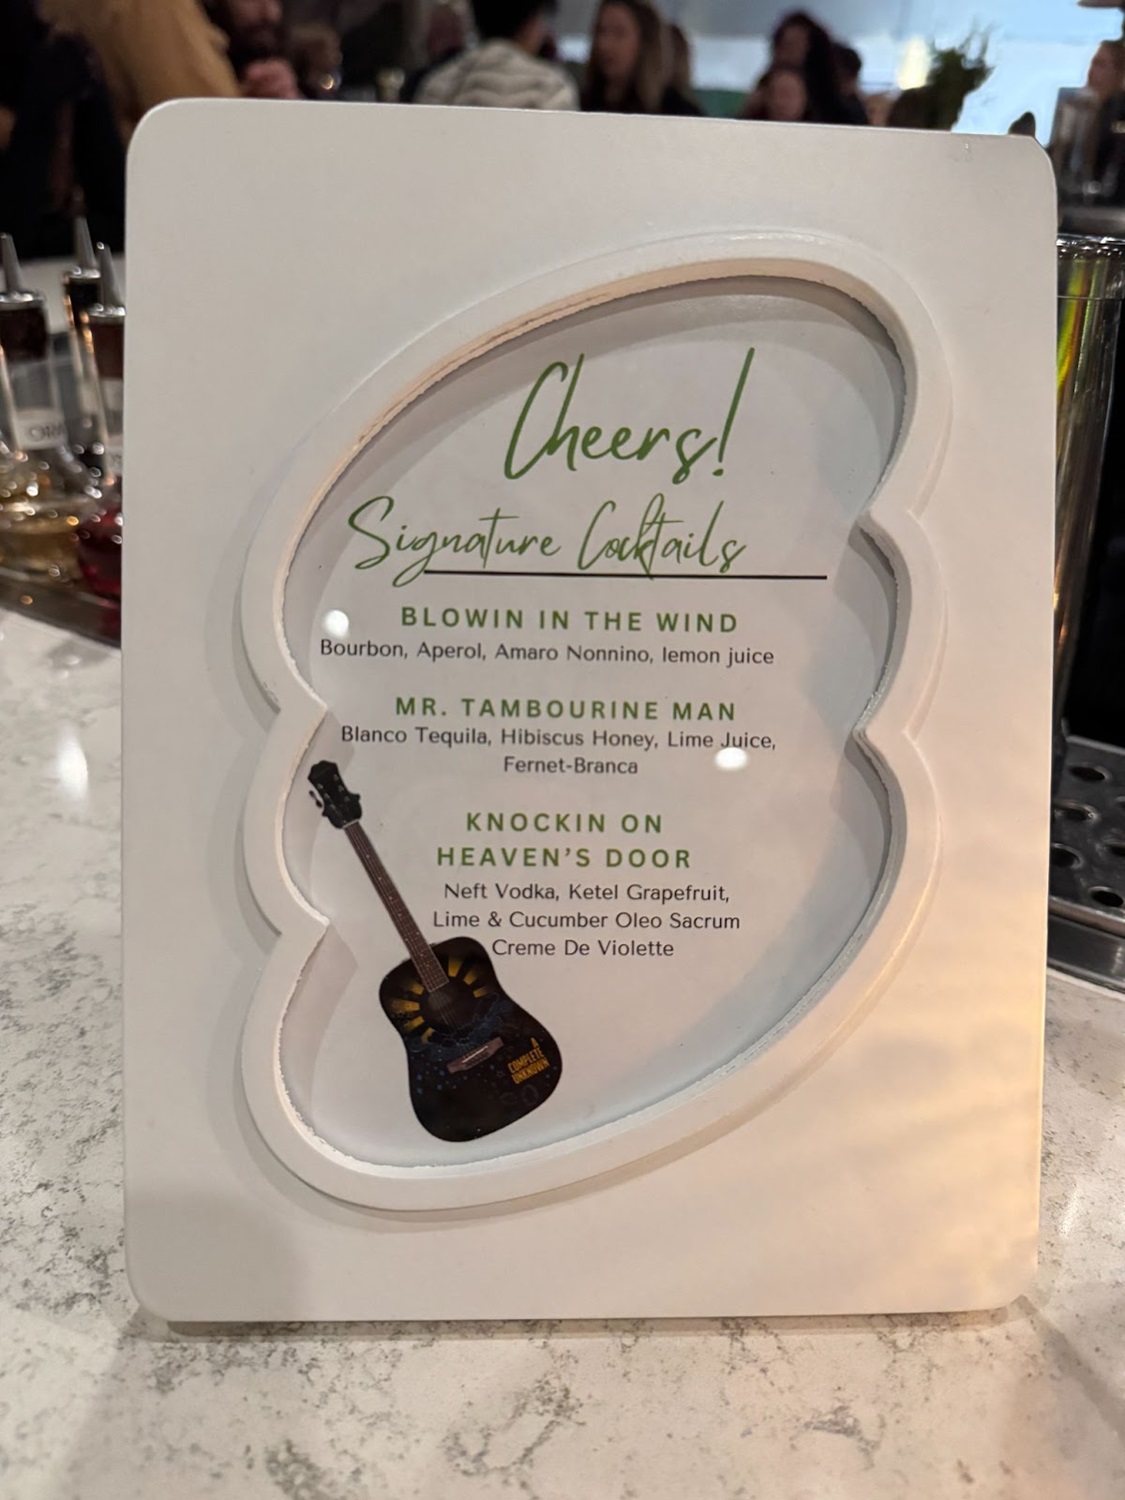 Cheers!
Signature Cocktails
BLOWIN IN THE WIND
Bourbon, Aperol, Amaro Nonnino, lemon juice
MR. TAMBOURINE MAN
Blanco Tequila, Hibiscus Honey, Lime Juice,
Fernet-Branca
KNOCKIN ON
HEAVEN'S DOOR
Neft Vodka, Ketel Grapefruit,
Lime & Cucumber Oleo Sacrum
Creme De Violette
A
COMPLETE
UNKNOWN